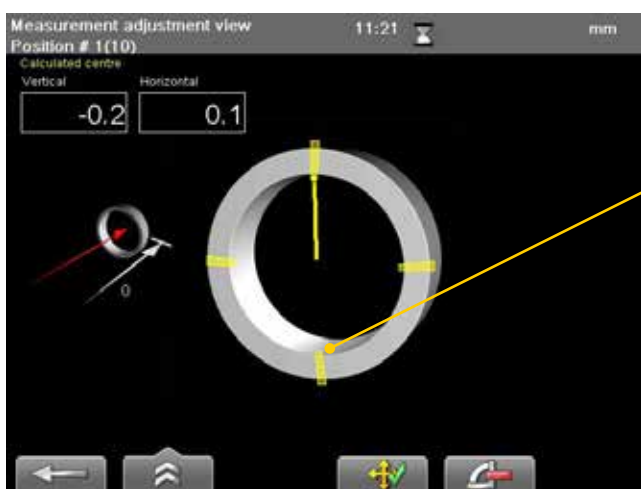 Measurement adjustment view 11:21 mm
Position # 1(10)
Calculated centre
Vertical Horizontal
-0.2 0.1
0